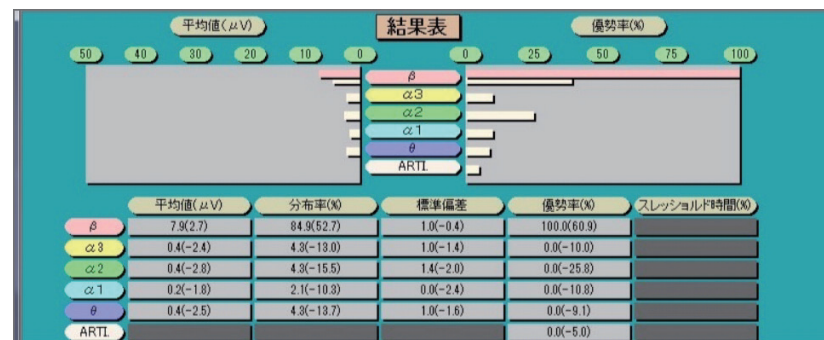 平均値(μV) 結果表 優勢率(%)
50 40 30 20 10 0 0 25 50 75 100
β
α3
α2
α1
θ
ARTI.
平均値(μV) 分布率(%) 標準偏差 優勢率(%) スレッショルド時間(%)
β 7.9(2.7) 84.9(52.7) 1.0(-0.4) 100.0(60.9)
α3 0.4(-2.4) 4.3(-13.0) 1.0(-1.4) 0.0(-10.0)
α2 0.4(-2.8) 4.3(-15.5) 1.4(-2.0) 0.0(-25.8)
α1 0.2(-1.8) 2.1(-10.3) 0.0(-2.4) 0.0(-10.8)
θ 0.4(-2.5) 4.3(-13.7) 1.0(-1.6) 0.0(-9.1)
ARTI. 0.0(-5.0)